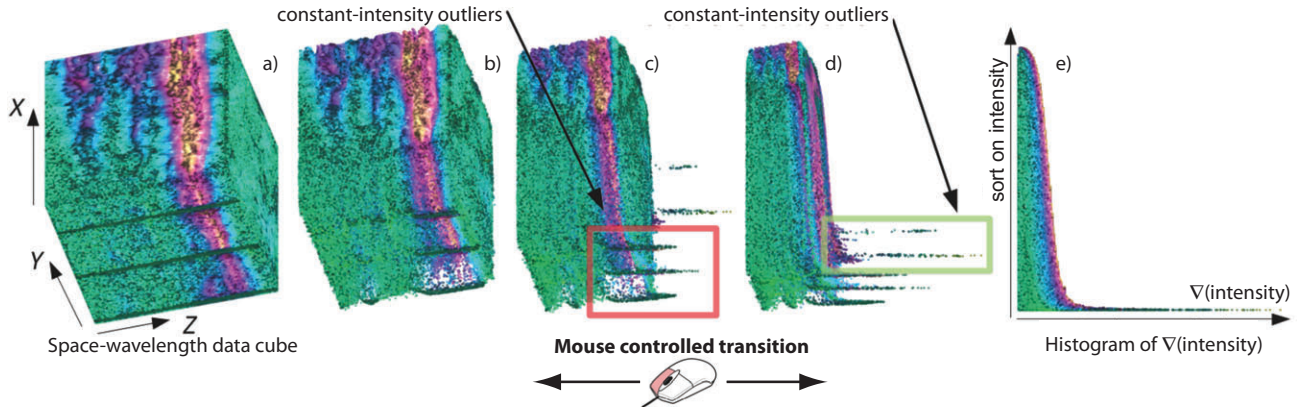 constant-intensity outliers
constant-intensity outliers
a)
b)
c)
d)
e)
X
Y
Z
sort on intensity
∇(intensity)
Space-wavelength data cube
Mouse controlled transition
Histogram of ∇(intensity)